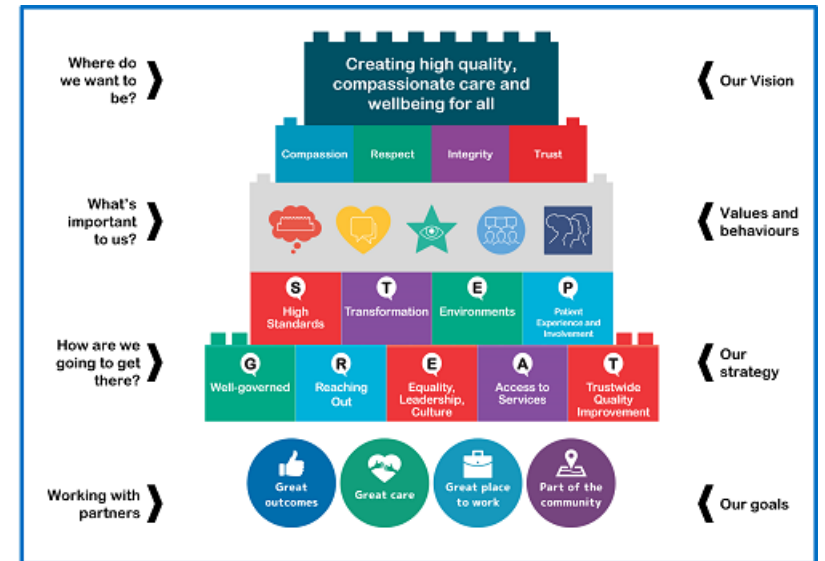 Where do
we want to
be?
Creating high quality,
compassionate care and
wellbeing for all
Our Vision
Compassion
Respect
Integrity
Trust
What's
important
to us?
Values and
behaviours
S
High
Standards
T
Transformation
E
Environments
P
Patient
Experience and
Involvement
How are we
going to get
there?
G
Well-governed
R
Reaching
Out
E
Equality,
Leadership,
Culture
A
Access to
Services
T
Trustwide
Quality
Improvement
Our
strategy
Working with
partners
Great
outcomes
Great care
Great place
to work
Part of the
community
Our goals